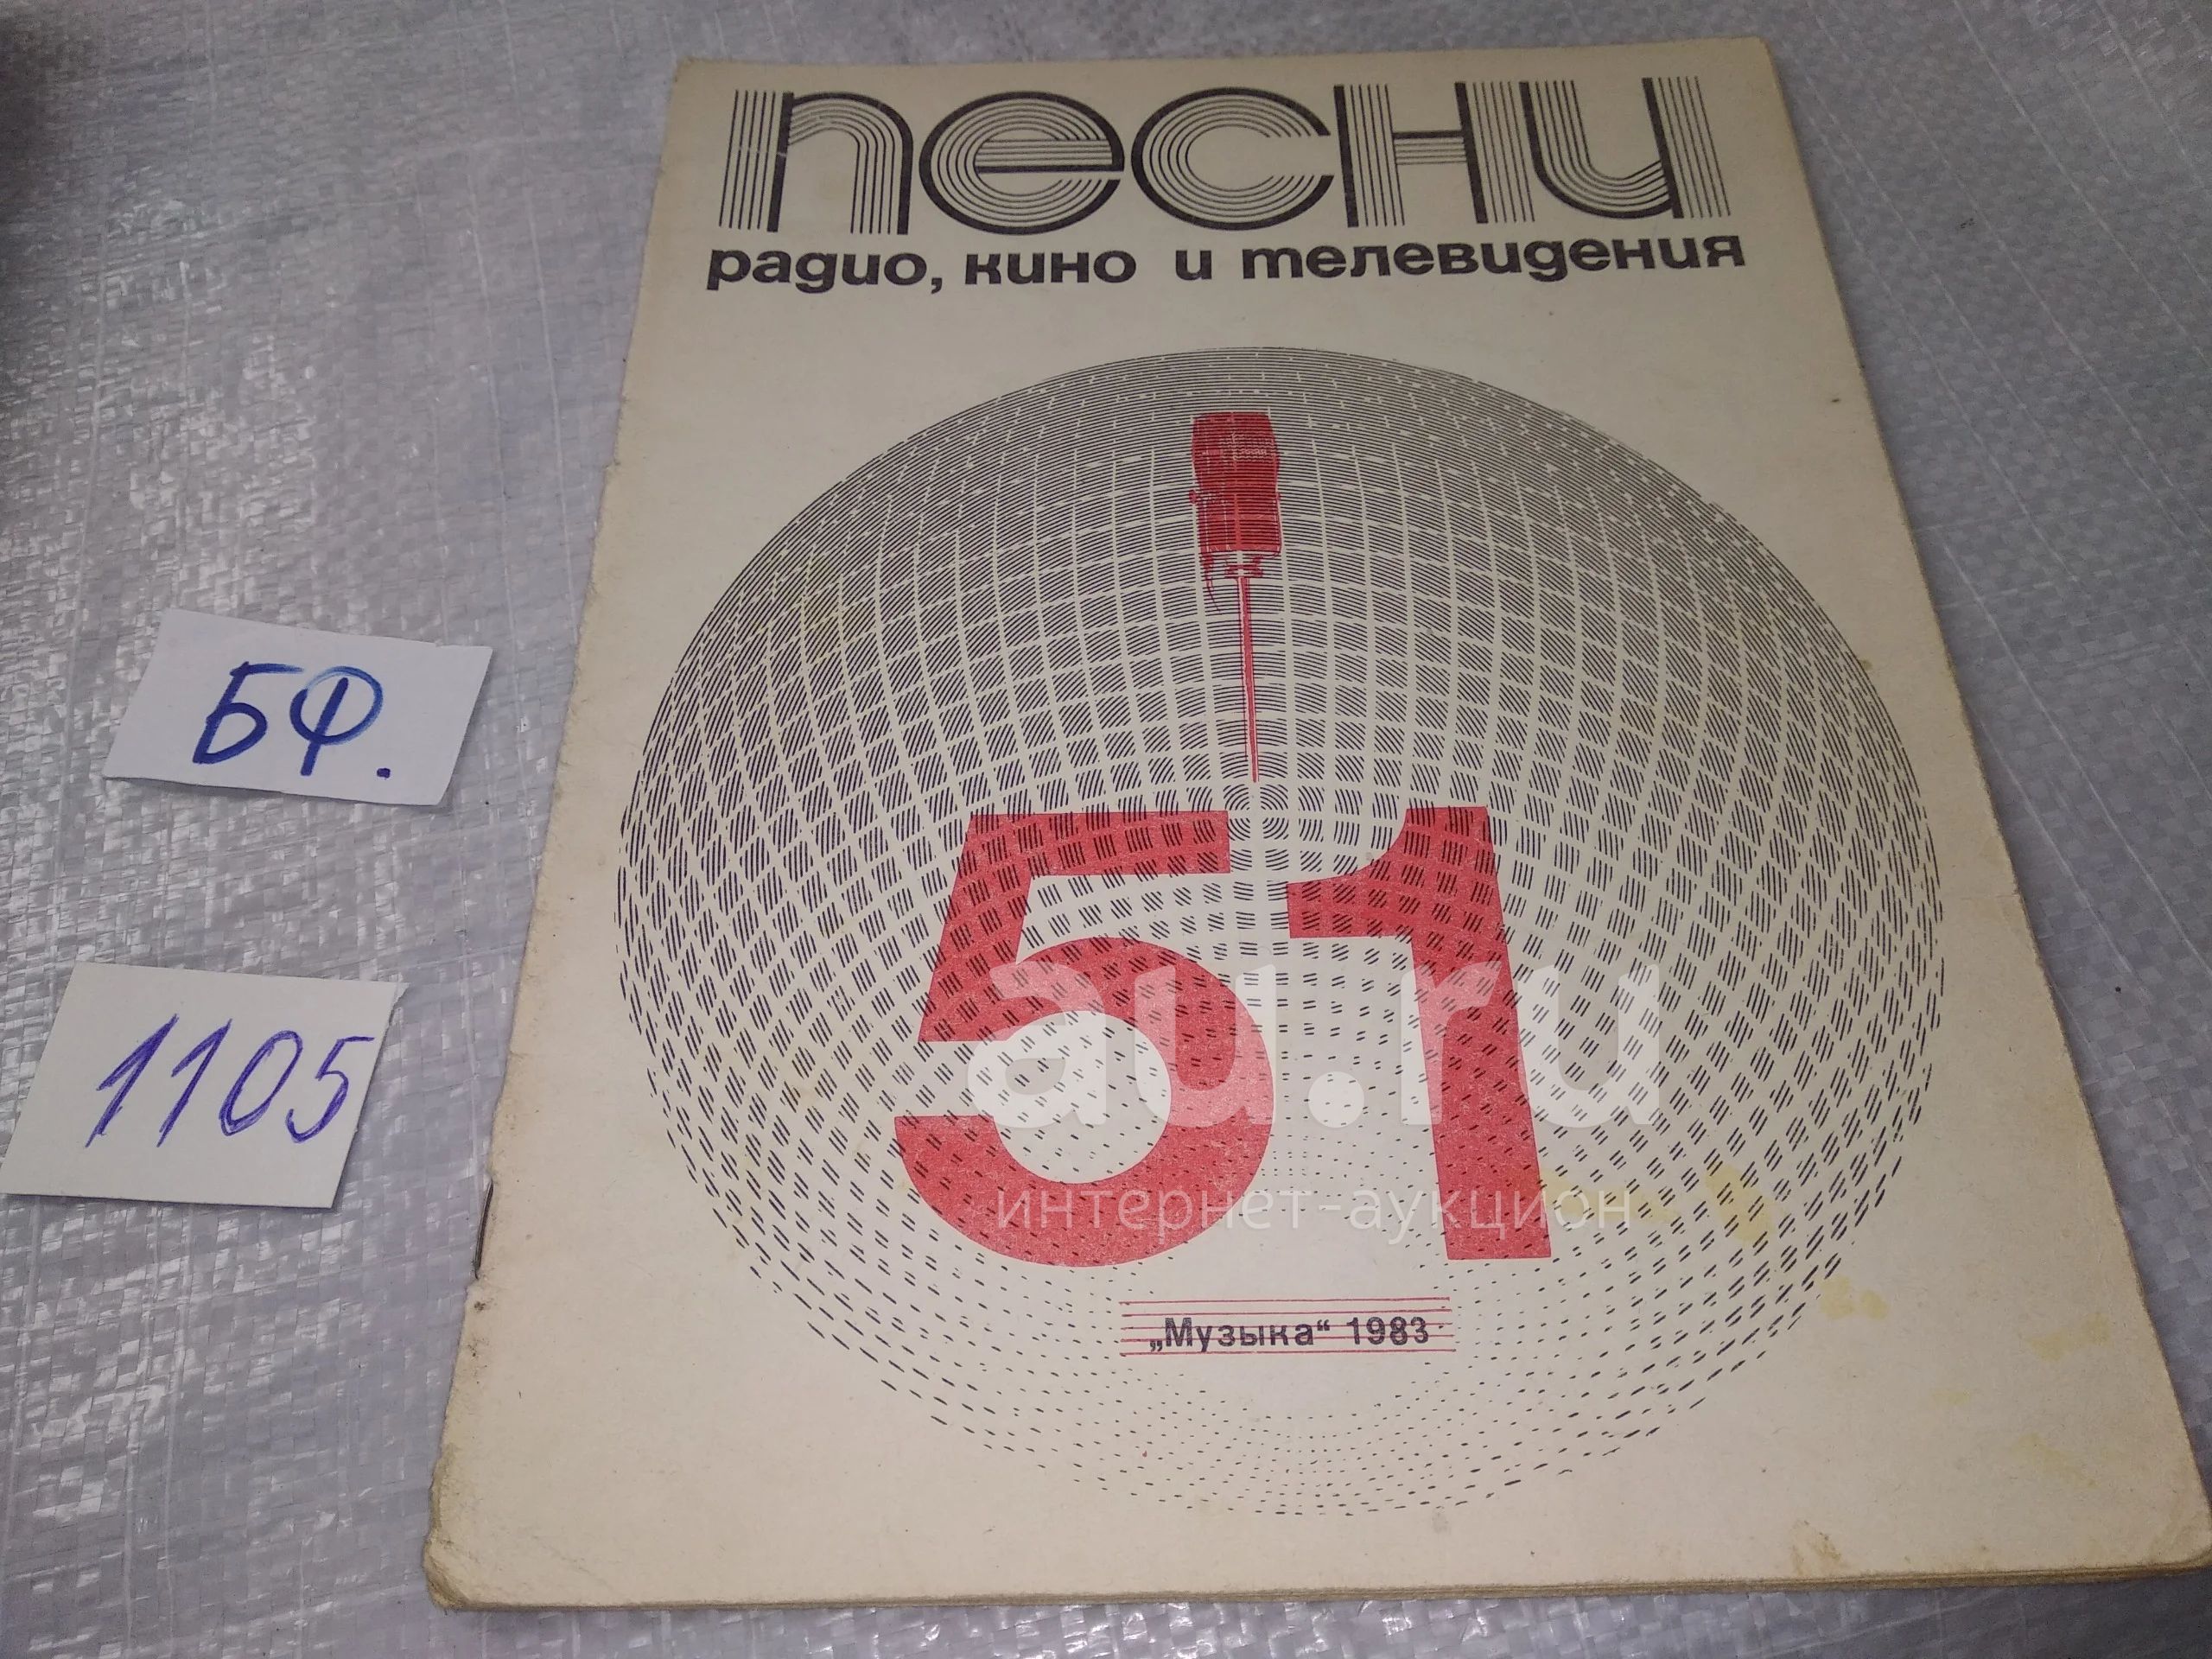 песни
радио, кино и телевидения
БФ.
51
1105
au.ru
интернет-аукцион
„Музыка“ 1983